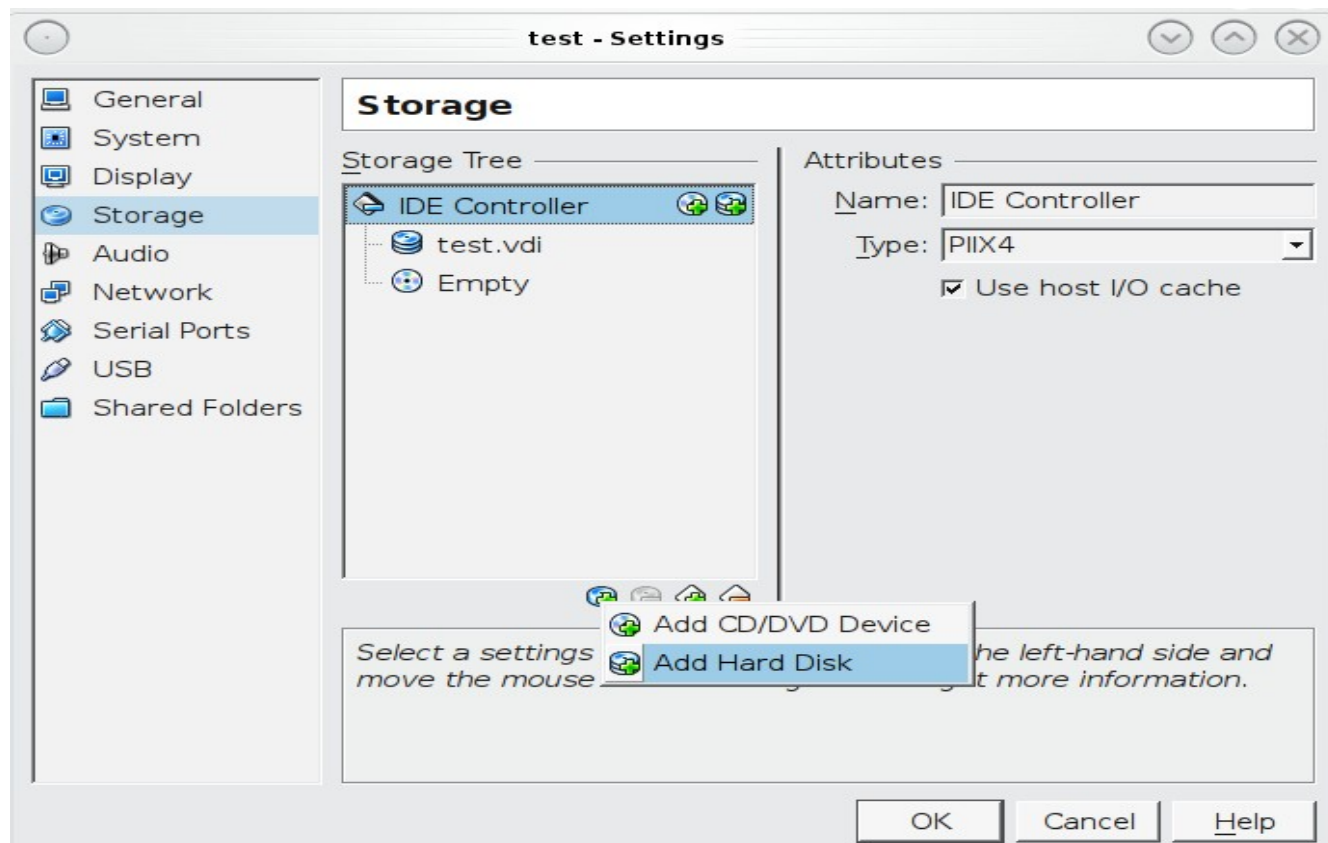 test - Settings
General
System
Display
Storage
Audio
Network
Serial Ports
USB
Shared Folders
Storage
Storage Tree
IDE Controller
test.vdi
Empty
Attributes
Name: IDE Controller
Type: PIIX4
Use host I/O cache
Add CD/DVD Device
Add Hard Disk
Select a settings he left-hand side and
move the mouse t more information.
OK Cancel Help